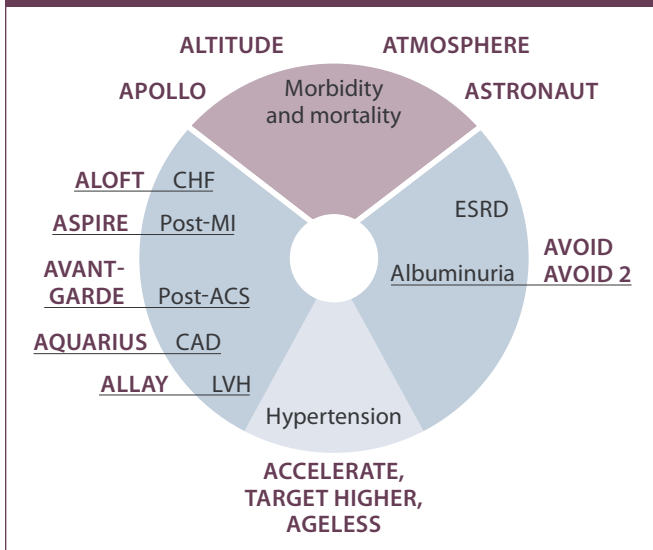 ALTITUDE
ATMOSPHERE
APOLLO
Morbidity
and mortality
ASTRONAUT
ALOFT CHF
ASPIRE Post-MI
AVANT-
GARDE Post-ACS
AQUARIUS CAD
ALLAY LVH
ESRD
Albuminuria
AVOID
AVOID 2
Hypertension
ACCELERATE,
TARGET HIGHER,
AGELESS